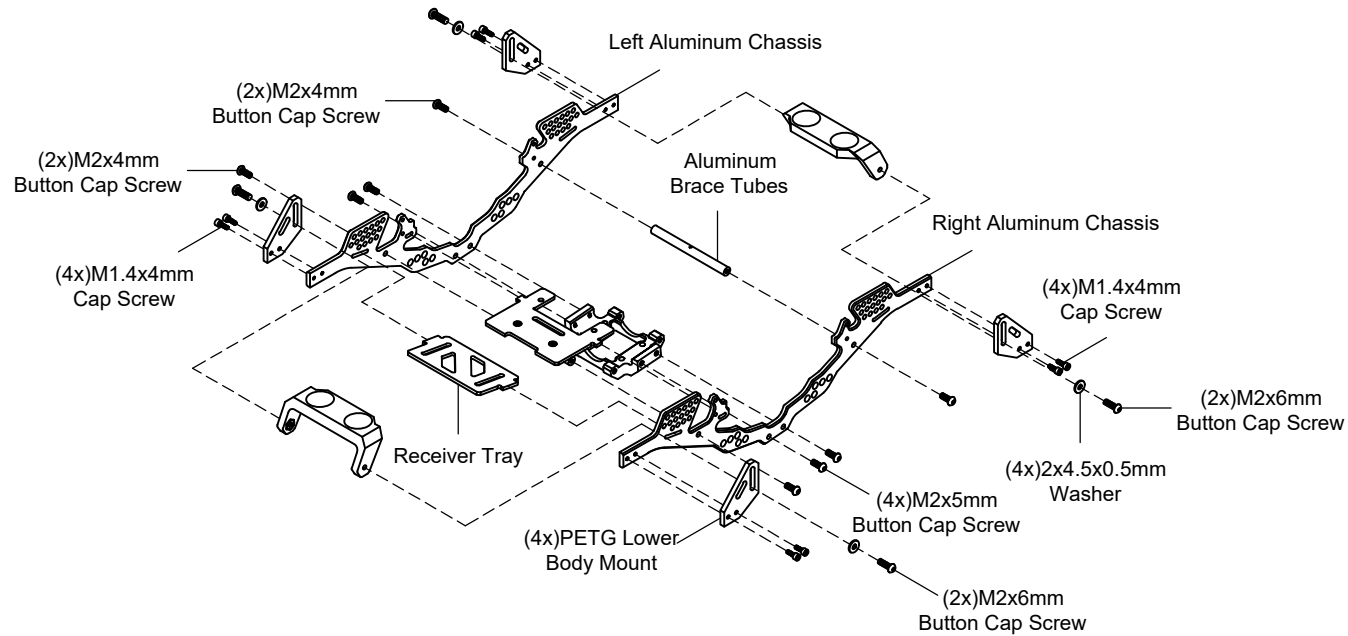 Left Aluminum Chassis
(2x)M2x4mm
Button Cap Screw
(2x)M2x4mm
Button Cap Screw
Aluminum
Brace Tubes
Right Aluminum Chassis
(4x)M1.4x4mm
Cap Screw
(4x)M1.4x4mm
Cap Screw
(2x)M2x6mm
Button Cap Screw
Receiver Tray
(4x)2x4.5x0.5mm
Washer
(4x)M2x5mm
Button Cap Screw
(4x)PETG Lower
Body Mount
(2x)M2x6mm
Button Cap Screw